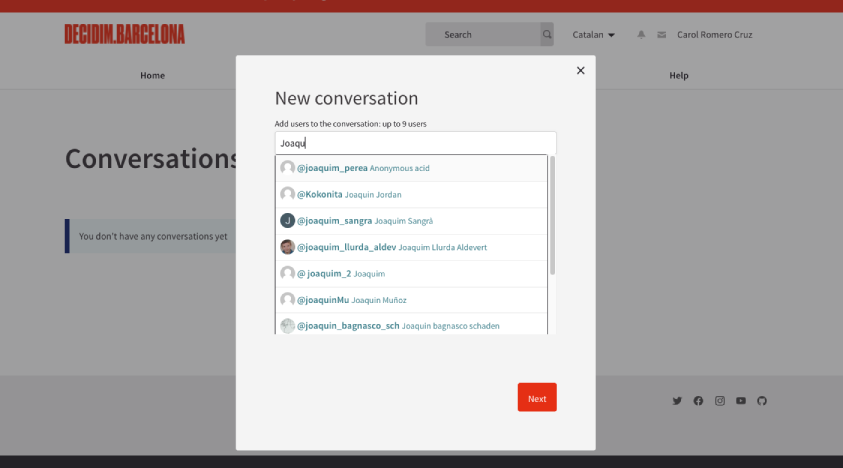 DECIDIM.BARCELONA
Search
Catalan
Carol Romero Cruz
Home
Help
Conversations
You don't have any conversations yet
New conversation
Add users to the conversation: up to 9 users
Joaqu
@joaquim_perea Anonymous acid
@Kokonita Joaquin Jordan
J @joaquim_sangra Joaquim Sangrà
@joaquim_llurda_aldev Joaquim Llurda Aldevert
@ joaquim_2 Joaquim
@joaquinMu Joaquin Muñoz
@joaquin_bagnasco_sch Joaquin bagnasco schaden
Next